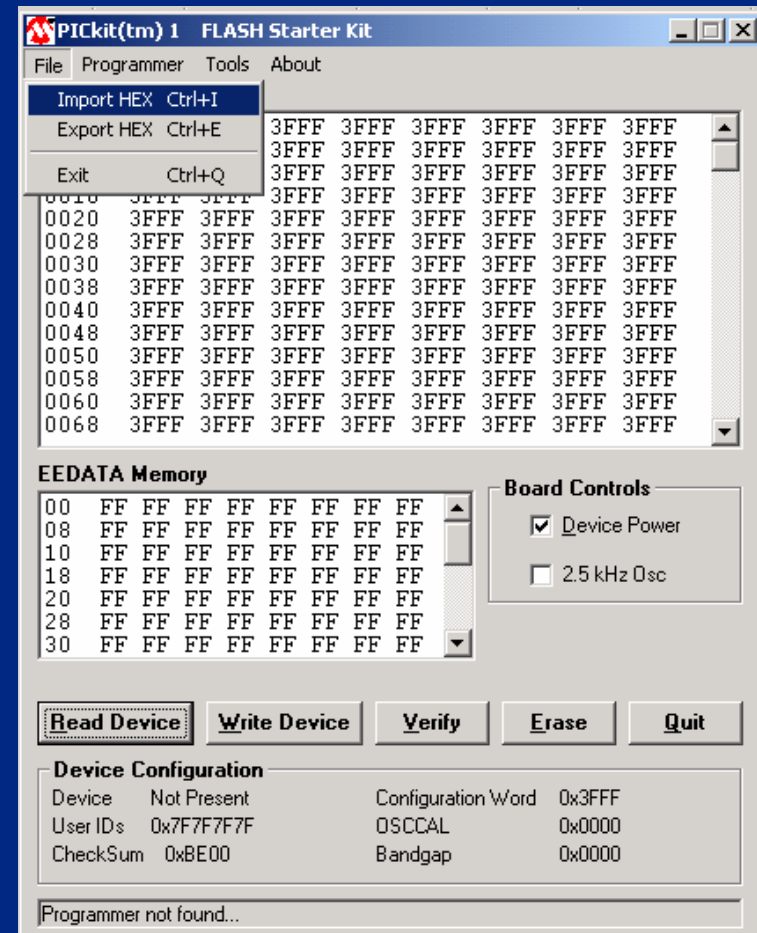 PICkit(tm) 1 FLASH Starter Kit
File Programmer Tools About
Import HEX Ctrl+I
Export HEX Ctrl+E
Exit Ctrl+Q
3FFF 3FFF 3FFF 3FFF 3FFF 3FFF
3FFF 3FFF 3FFF 3FFF 3FFF 3FFF
3FFF 3FFF 3FFF 3FFF 3FFF 3FFF
3FFF 3FFF 3FFF 3FFF 3FFF 3FFF
0020 3FFF 3FFF 3FFF 3FFF 3FFF 3FFF 3FFF 3FFF
0028 3FFF 3FFF 3FFF 3FFF 3FFF 3FFF 3FFF 3FFF
0030 3FFF 3FFF 3FFF 3FFF 3FFF 3FFF 3FFF 3FFF
0038 3FFF 3FFF 3FFF 3FFF 3FFF 3FFF 3FFF 3FFF
0040 3FFF 3FFF 3FFF 3FFF 3FFF 3FFF 3FFF 3FFF
0048 3FFF 3FFF 3FFF 3FFF 3FFF 3FFF 3FFF 3FFF
0050 3FFF 3FFF 3FFF 3FFF 3FFF 3FFF 3FFF 3FFF
0058 3FFF 3FFF 3FFF 3FFF 3FFF 3FFF 3FFF 3FFF
0060 3FFF 3FFF 3FFF 3FFF 3FFF 3FFF 3FFF 3FFF
0068 3FFF 3FFF 3FFF 3FFF 3FFF 3FFF 3FFF 3FFF
EEDATA Memory
00 FF FF FF FF FF FF FF FF
08 FF FF FF FF FF FF FF FF
10 FF FF FF FF FF FF FF FF
18 FF FF FF FF FF FF FF FF
20 FF FF FF FF FF FF FF FF
28 FF FF FF FF FF FF FF FF
30 FF FF FF FF FF FF FF FF
Board Controls
Device Power
2.5 kHz Osc
Read Device Write Device Verify Erase Quit
Device Configuration
Device Not Present Configuration Word 0x3FFF
User IDs 0x7F7F7F7F OSCCAL 0x0000
CheckSum 0xBE00 Bandgap 0x0000
Programmer not found...